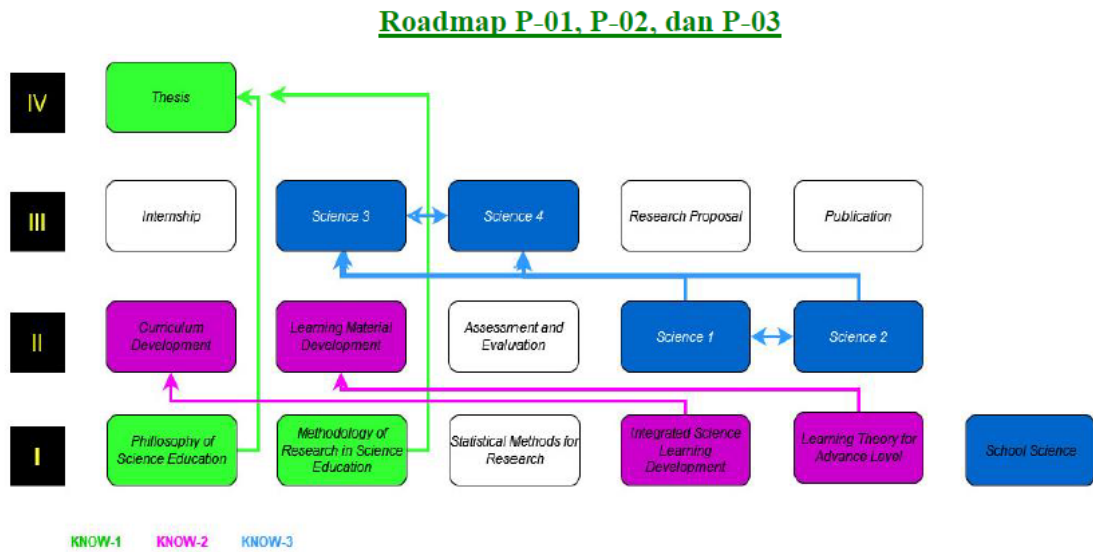 Roadmap P-01, P-02, dan P-03
IV
Thesis
III
Internship
Science 3
Science 4
Research Proposal
Publication
II
Curriculum
Development
Learning Material
Development
Assessment and
Evaluation
Science 1
Science 2
I
Phillosophy of
Science Education
Methodology of
Research in Science
Education
Statistical Methods for
Research
Integrated Science
Learning
Development
Learning Theory for
Advance Level
School Science
KNOW-1 KNOW-2 KNOW-3